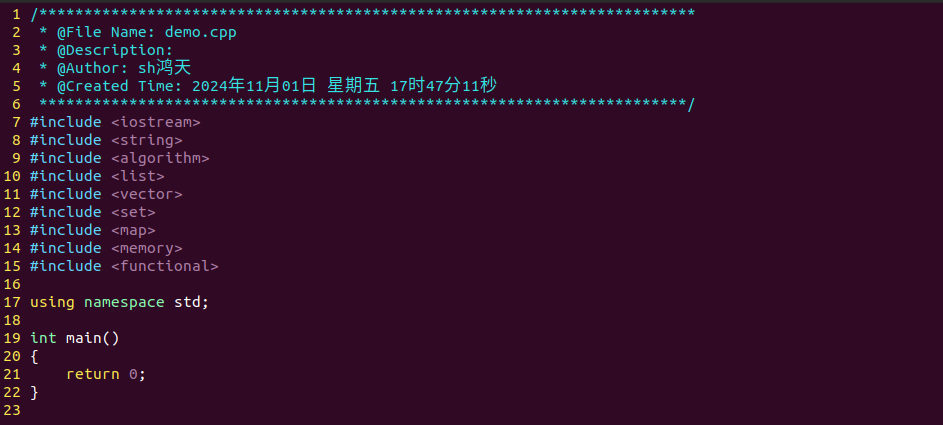 1 /*************************************************************************
2  * @File Name: demo.cpp
3  * @Description:
4  * @Author: sh鸿天
5  * @Created Time: 2024年11月01日 星期五 17时47分11秒
6  ************************************************************************/
7 #include <iostream>
8 #include <string>
9 #include <algorithm>
10 #include <list>
11 #include <vector>
12 #include <set>
13 #include <map>
14 #include <memory>
15 #include <functional>
16
17 using namespace std;
18
19 int main()
20 {
21     return 0;
22 }
23